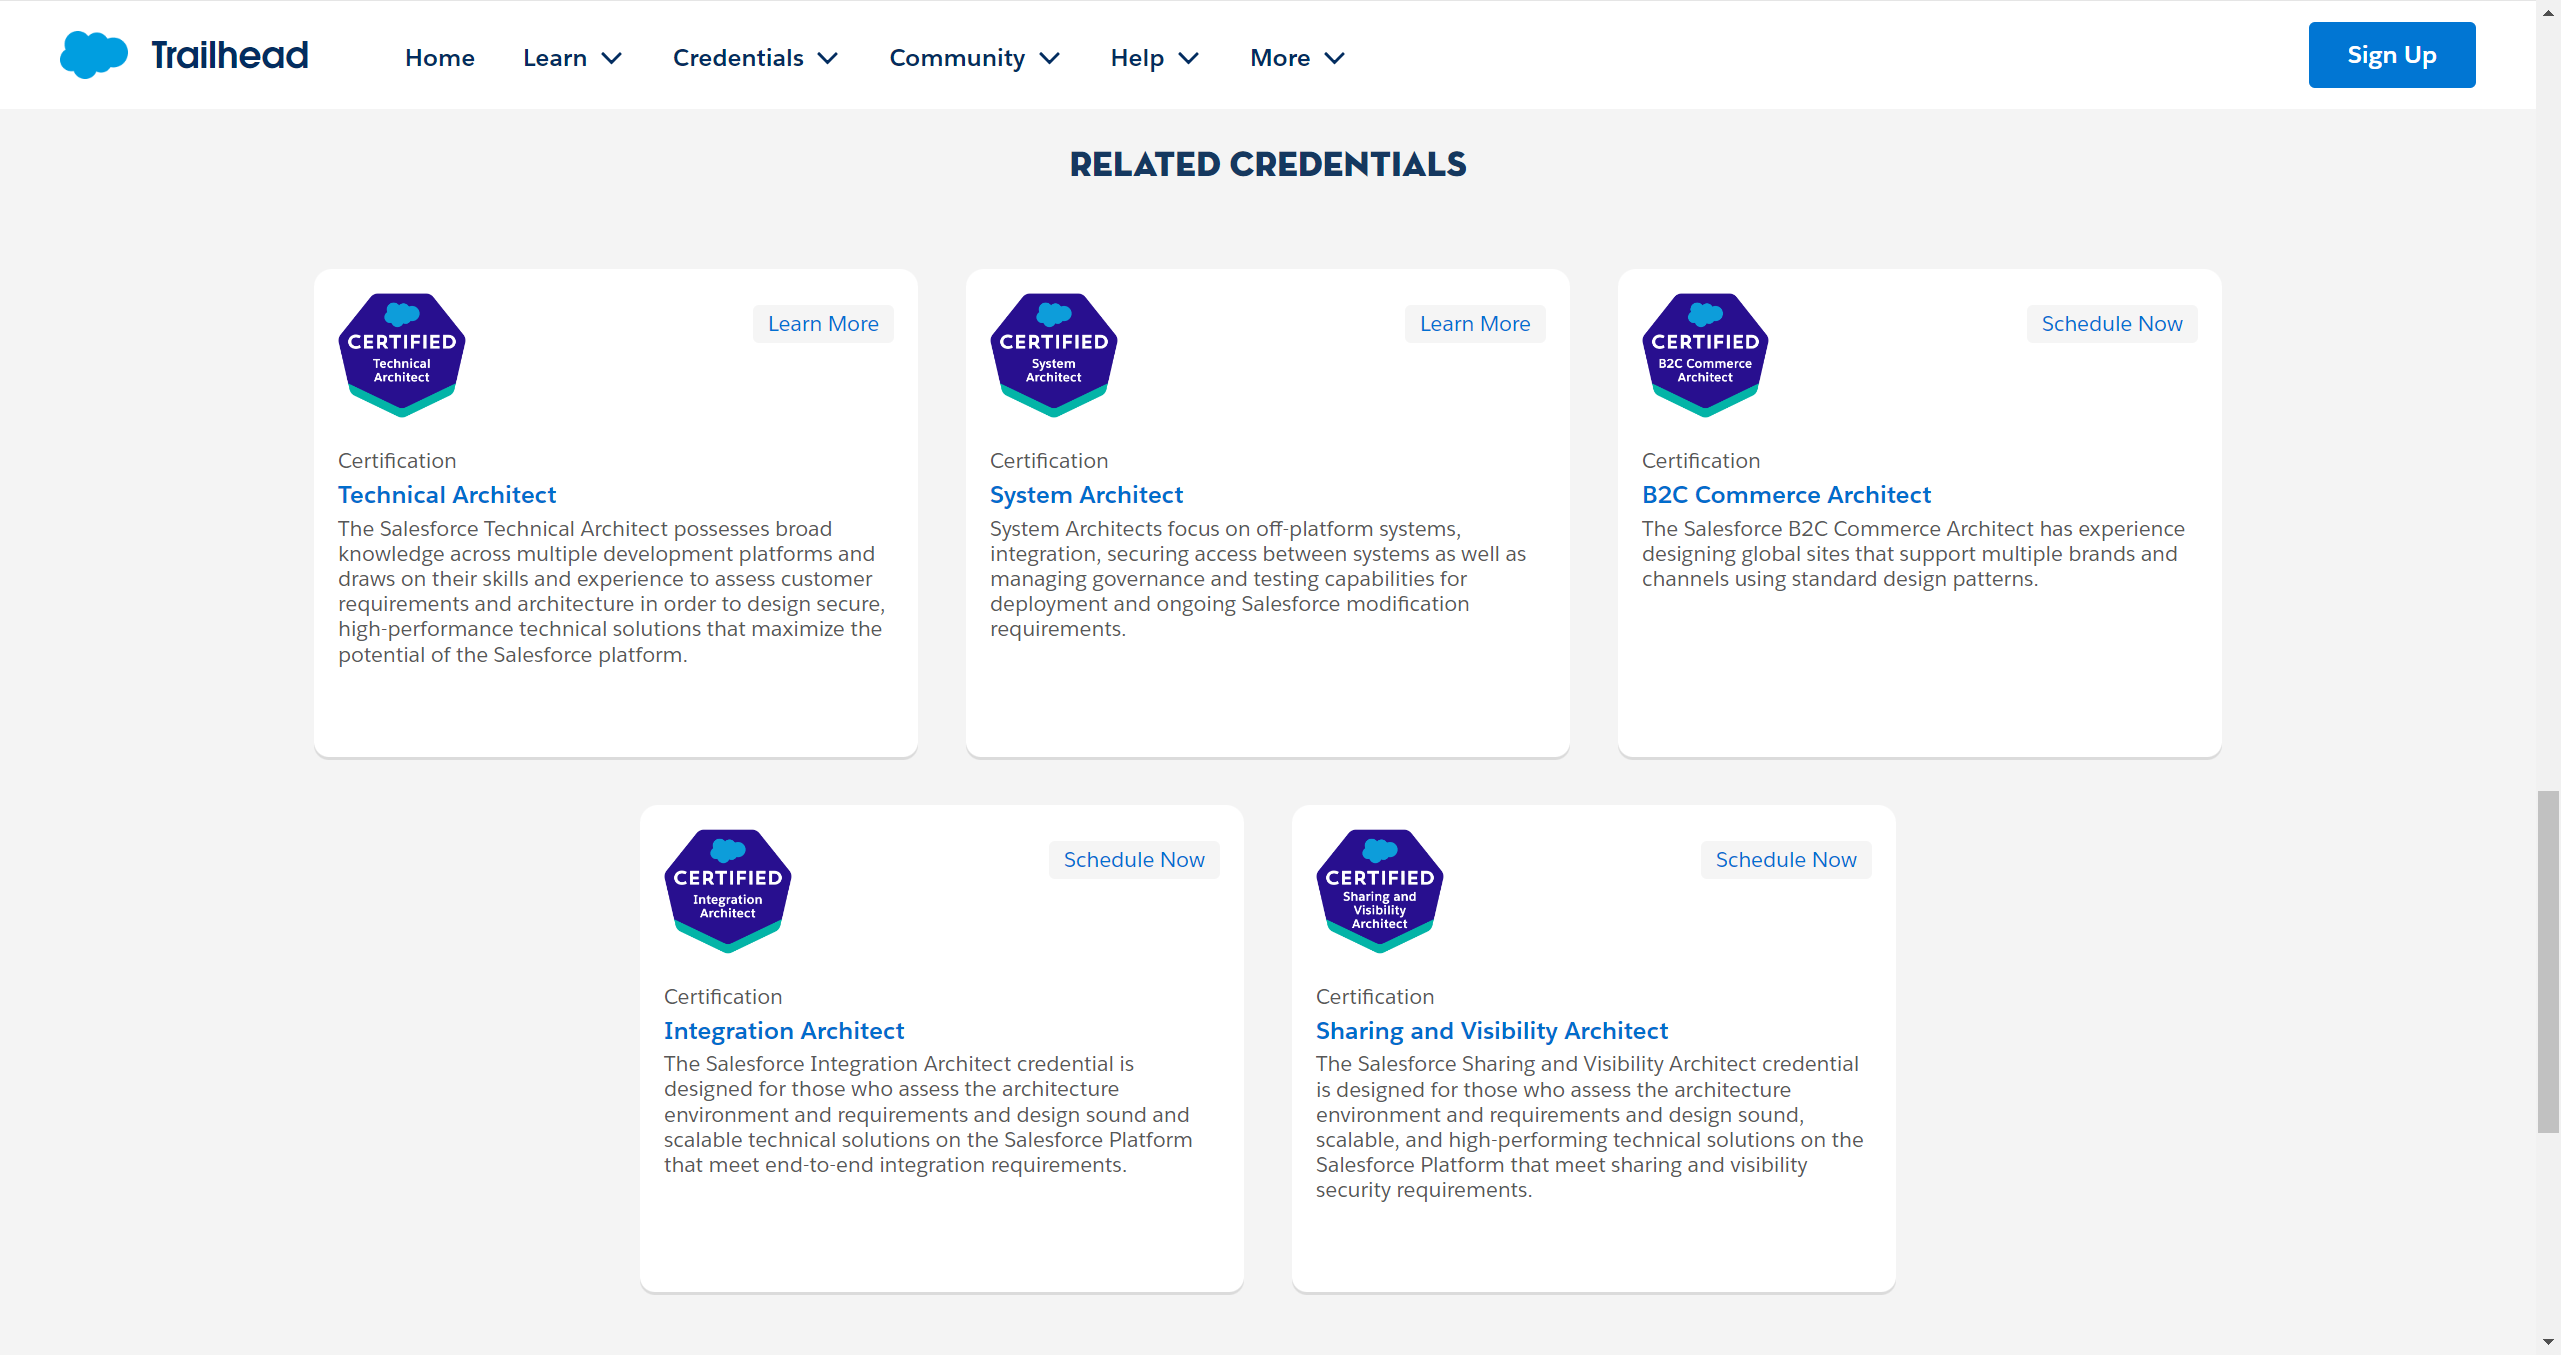 Trailhead
Home
Learn
Credentials
Community
Help
More
Sign Up
RELATED CREDENTIALS
CERTIFIED
Technical
Architect
Learn More
Certification
Technical Architect
The Salesforce Technical Architect possesses broad
knowledge across multiple development platforms and
draws on their skills and experience to assess customer
requirements and architecture in order to design secure,
high-performance technical solutions that maximize the
potential of the Salesforce platform.
CERTIFIED
System
Architect
Learn More
Certification
System Architect
System Architects focus on off-platform systems,
integration, securing access between systems as well as
managing governance and testing capabilities for
deployment and ongoing Salesforce modification
requirements.
CERTIFIED
B2C Commerce
Architect
Schedule Now
Certification
B2C Commerce Architect
The Salesforce B2C Commerce Architect has experience
designing global sites that support multiple brands and
channels using standard design patterns.
CERTIFIED
Integration
Architect
Schedule Now
Certification
Integration Architect
The Salesforce Integration Architect credential is
designed for those who assess the architecture
environment and requirements and design sound and
scalable technical solutions on the Salesforce Platform
that meet end-to-end integration requirements.
CERTIFIED
Sharing and
Visibility
Architect
Schedule Now
Certification
Sharing and Visibility Architect
The Salesforce Sharing and Visibility Architect credential
is designed for those who assess the architecture
environment and requirements and design sound,
scalable, and high-performing technical solutions on the
Salesforce Platform that meet sharing and visibility
security requirements.